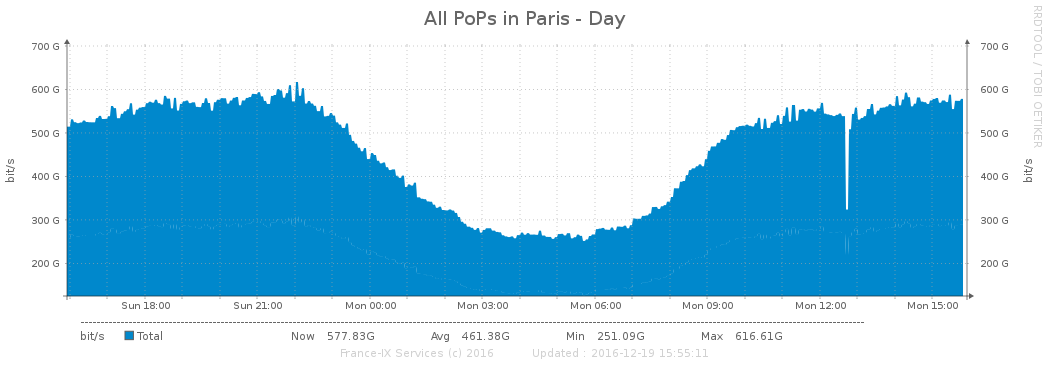 All PoPs in Paris - Day
RRDTOOL / TOBI OETIKER
700 G 700 G
600 G 600 G
500 G 500 G
400 G 400 G
300 G 300 G
200 G 200 G
bit/s
bit/s
Sun 18:00 Sun 21:00 Mon 00:00 Mon 03:00 Mon 06:00 Mon 09:00 Mon 12:00 Mon 15:00
bit/s Total Now 577.83G Avg 461.38G Min 251.09G Max 616.61G
France-IX Services (c) 2016 Updated : 2016-12-19 15:55:11